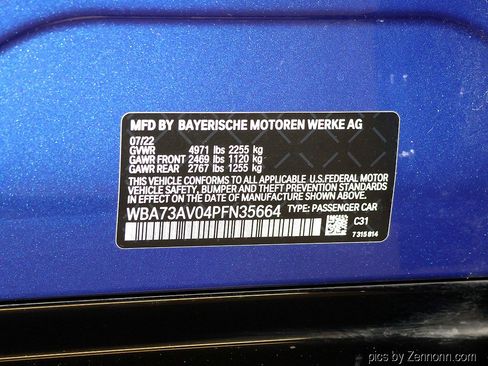 MFD BY BAYERISCHE MOTOREN WERKE AG
07/22
GVWR 4971 lbs 2255 kg
GAWR FRONT 2469 lbs 1120 kg
GAWR REAR 2767 lbs 1255 kg
THIS VEHICLE CONFORMS TO ALL APPLICABLE U.S.FEDERAL MOTOR
VEHICLE SAFETY, BUMPER, AND THEFT PREVENTION STANDARDS
IN EFFECT ON THE DATE OF MANUFACTURE SHOWN ABOVE.
WBA73AV04PFN35664 TYPE: PASSENGER CAR
C31
7 315 814
pics by Zennonn.com